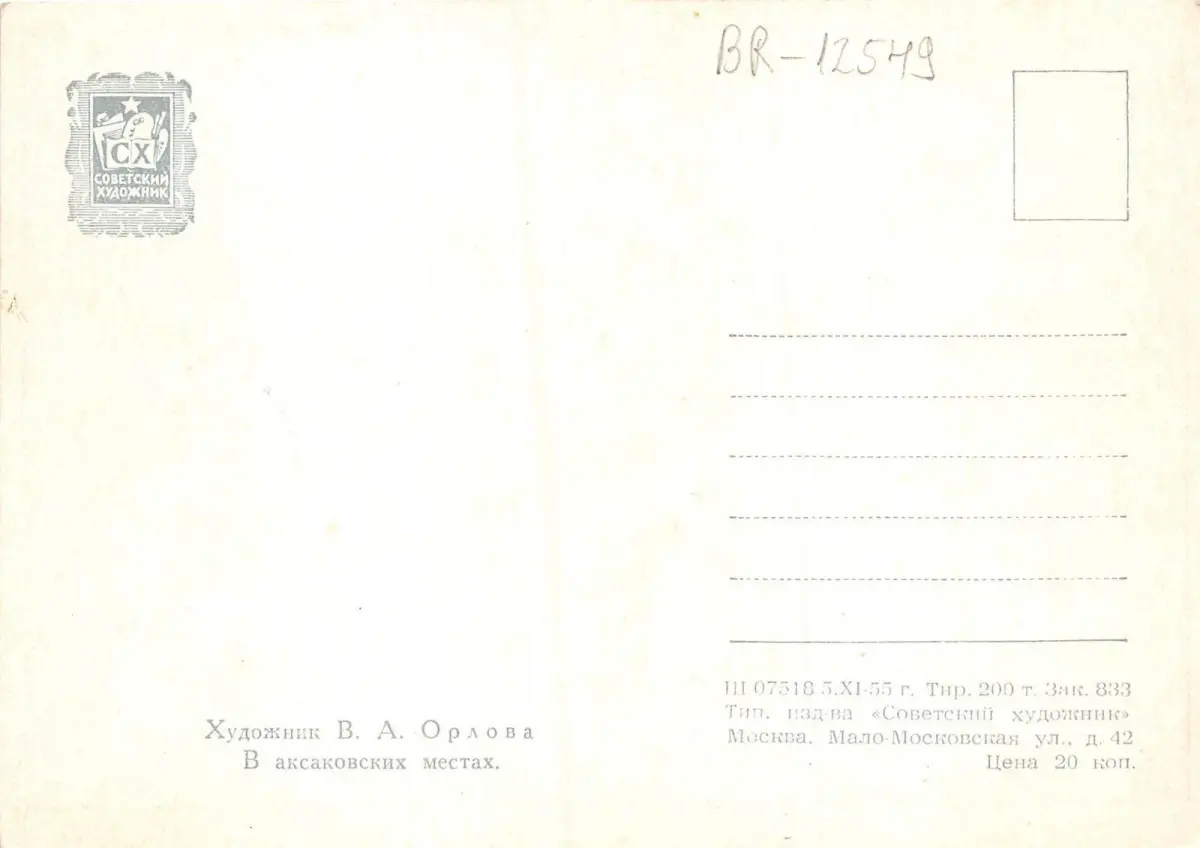 BR-12549
СХ
СОВЕТСКИЙ
ХУДОЖНИК
Художник В. А. Орлова
В аксаковских местах.
Ш 07518 5.XI-55 г. Тир. 200 т. Зак. 833
Тип. изд-ва «Советский художник»
Москва. Мало-Московская ул., д. 42
Цена 20 коп.